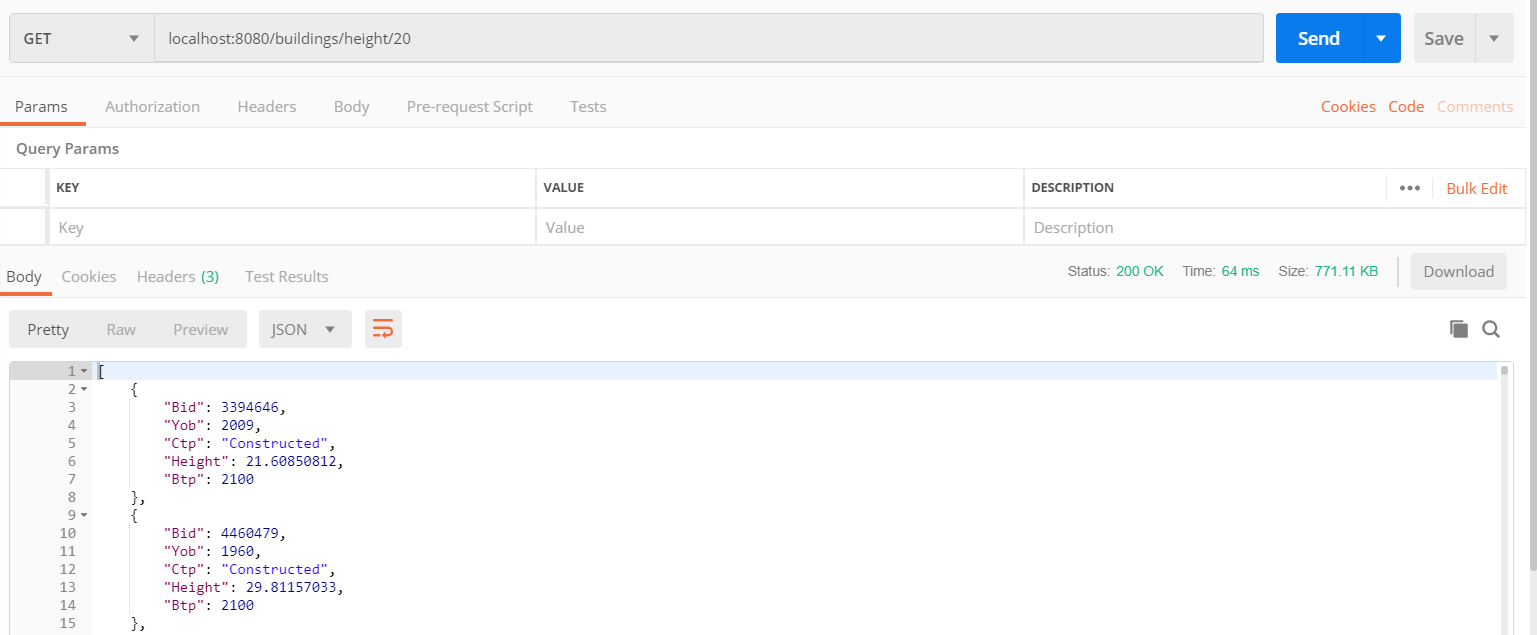 GET localhost:8080/buildings/height/20 Send Save
Params Authorization Headers Body Pre-request Script Tests Cookies Code Comments
Query Params
KEY VALUE DESCRIPTION ••• Bulk Edit
Key Value Description
Body Cookies Headers (3) Test Results Status: 200 OK Time: 64 ms Size: 771.11 KB Download
Pretty Raw Preview JSON
1 [
2 {
3 "Bid": 3394646,
4 "Yob": 2009,
5 "Ctp": "Constructed",
6 "Height": 21.60850812,
7 "Btp": 2100
8 },
9 {
10 "Bid": 4460479,
11 "Yob": 1960,
12 "Ctp": "Constructed",
13 "Height": 29.81157033,
14 "Btp": 2100
15 },